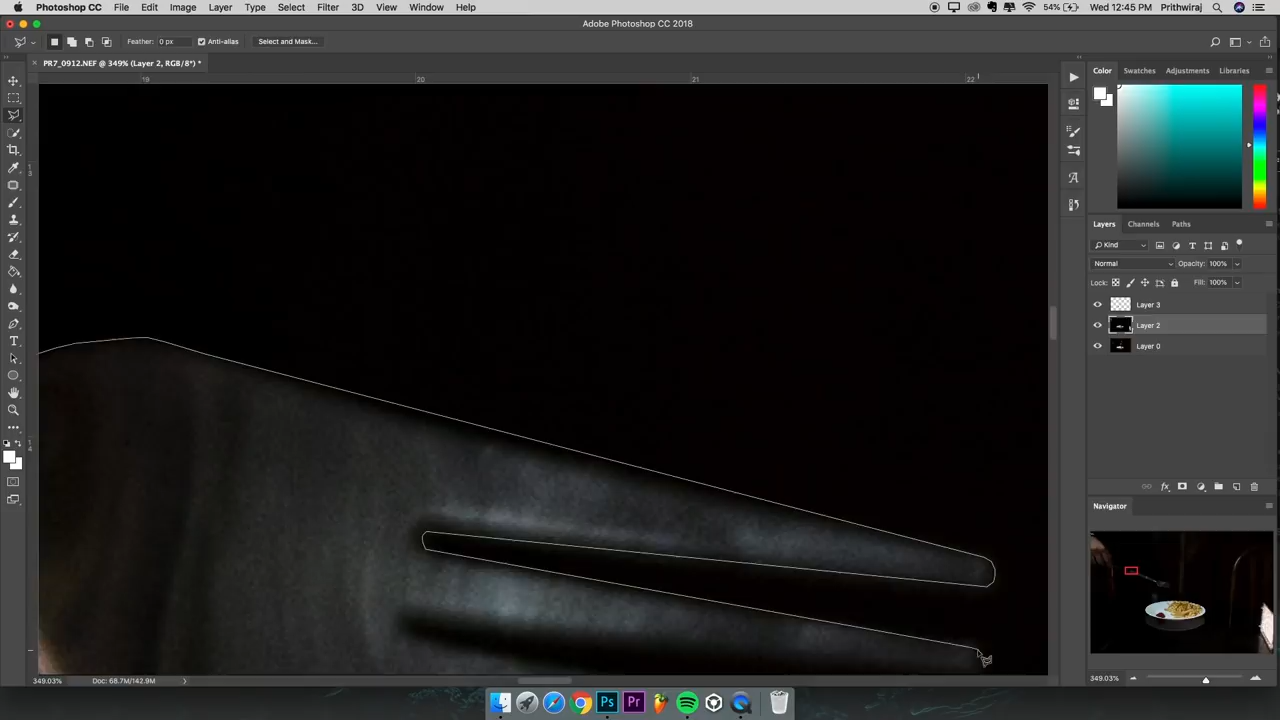 Photoshop CC File Edit Image Layer Type Select Filter 3D View Window Help 54% Wed 12:45 PM Prithwiraj
Adobe Photoshop CC 2018
Feather: 0 px Anti-alias Select and Mask...
PR7_0912.NEF @ 349% (Layer 2, RGB/8*) *
19 20 21 22
Color Swatches Adjustments Libraries
Layers Channels Paths
Kind
Normal Opacity: 100%
Lock: Fill: 100%
Layer 3
Layer 2
Layer 0
Navigator
349.03% Doc: 68.7M/142.9M
349.03%